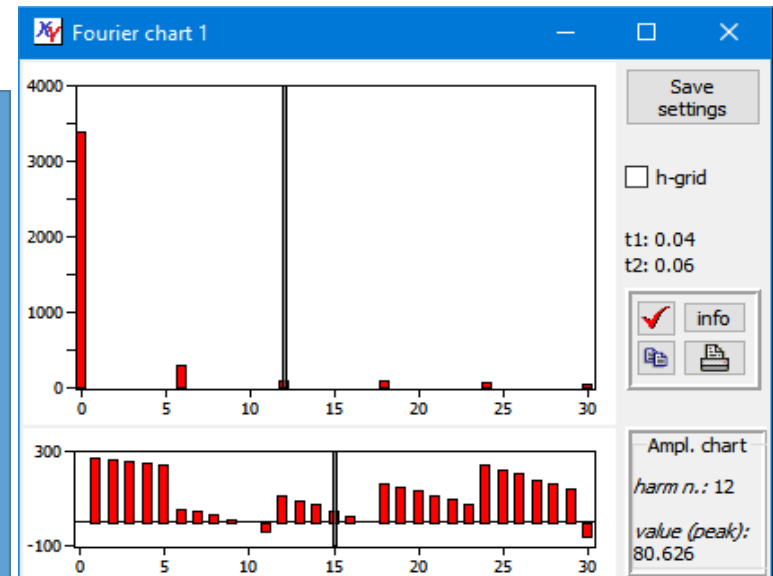 Fourier chart 1
4000
3000
2000
1000
0
0 5 10 15 20 25 30
300
-100
0 5 10 15 20 25 30
Save
settings
h-grid
t1: 0.04
t2: 0.06
info
Ampl. chart
harm n.: 12
value (peak):
80.626